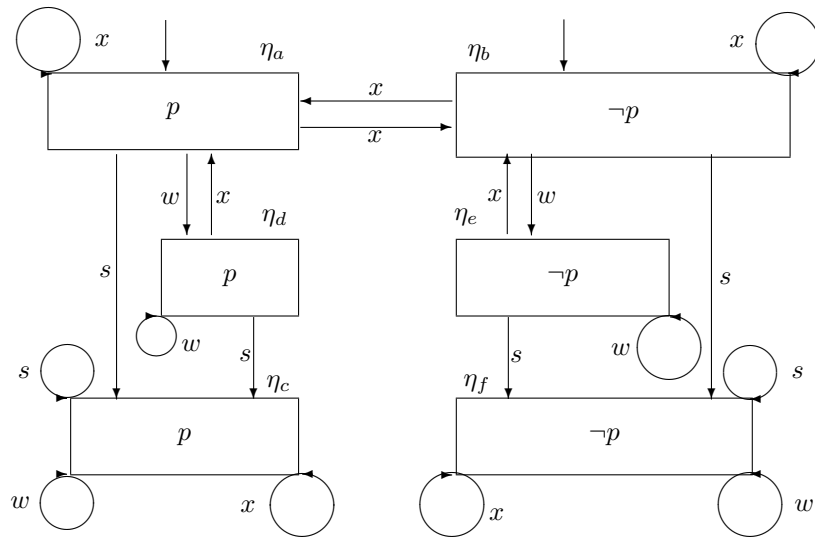 x η_a η_b x
p x ¬p
x
w x x w
η_d η_e
s p ¬p s
w s s w
s η_c η_f s
p ¬p
w x x w